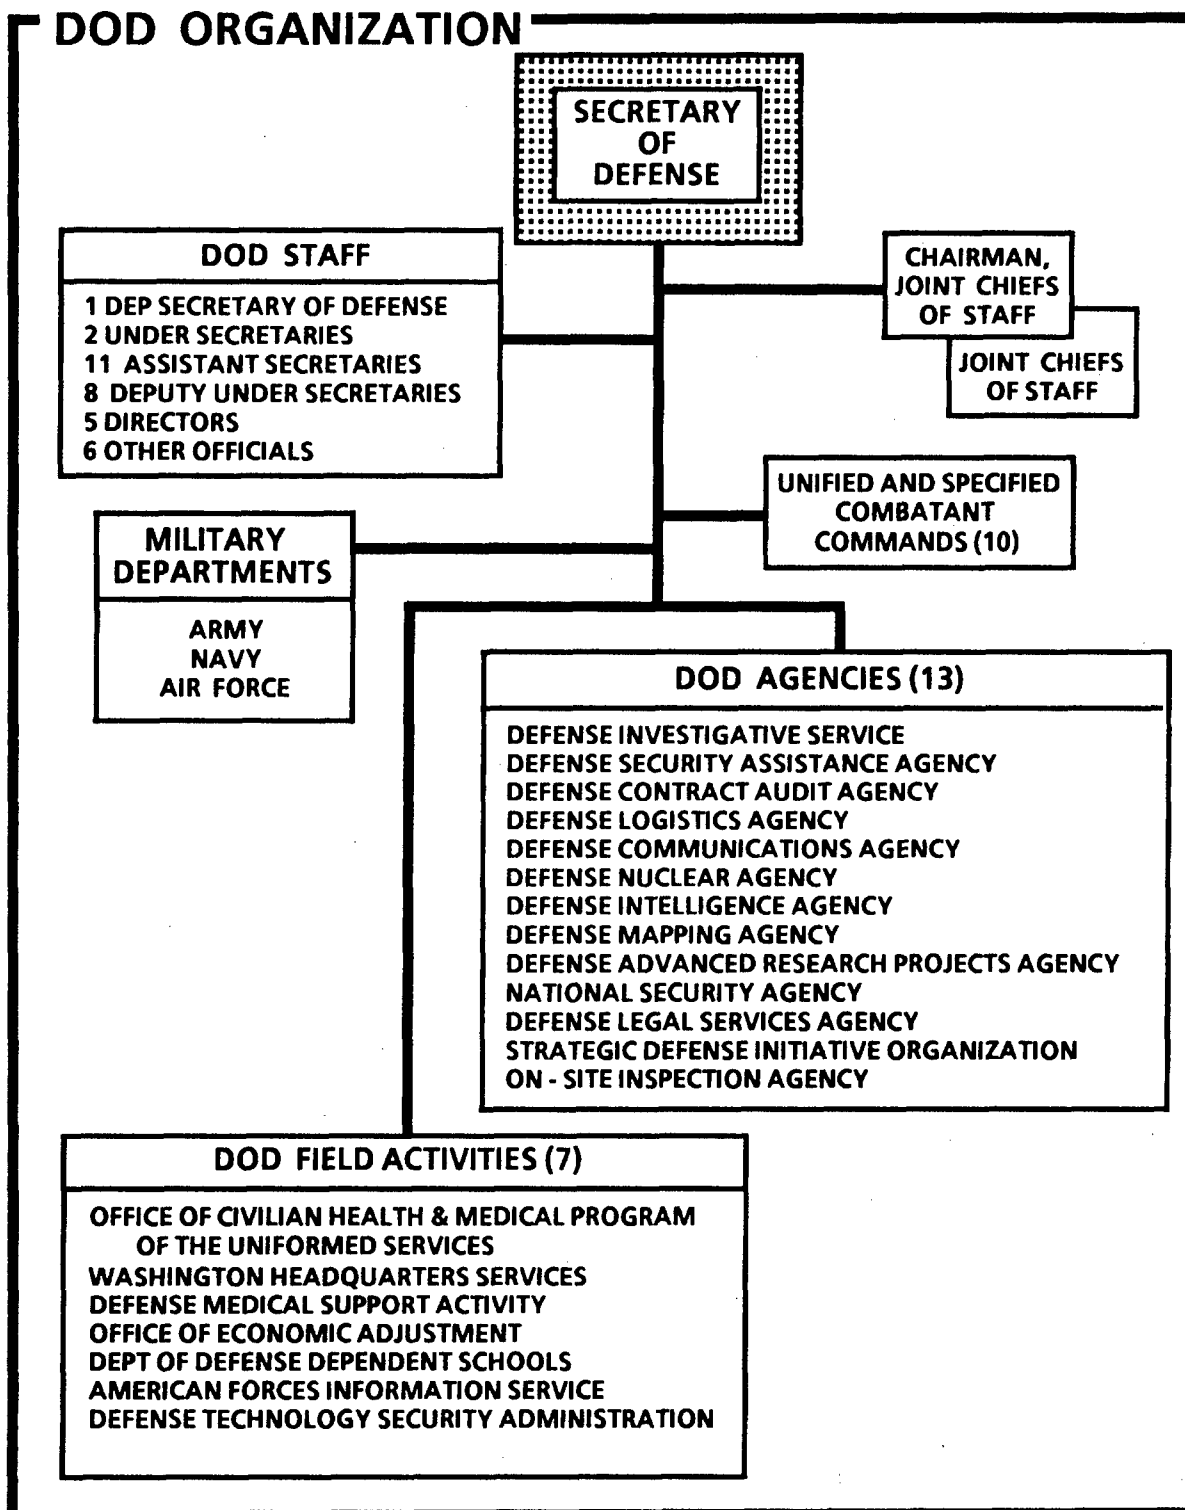 DOD ORGANIZATION
SECRETARY
OF
DEFENSE
DOD STAFF
1 DEP SECRETARY OF DEFENSE
2 UNDER SECRETARIES
11 ASSISTANT SECRETARIES
8 DEPUTY UNDER SECRETARIES
5 DIRECTORS
6 OTHER OFFICIALS
CHAIRMAN,
JOINT CHIEFS
OF STAFF
JOINT CHIEFS
OF STAFF
UNIFIED AND SPECIFIED
COMBATANT
COMMANDS (10)
MILITARY
DEPARTMENTS
ARMY
NAVY
AIR FORCE
DOD AGENCIES (13)
DEFENSE INVESTIGATIVE SERVICE
DEFENSE SECURITY ASSISTANCE AGENCY
DEFENSE CONTRACT AUDIT AGENCY
DEFENSE LOGISTICS AGENCY
DEFENSE COMMUNICATIONS AGENCY
DEFENSE NUCLEAR AGENCY
DEFENSE INTELLIGENCE AGENCY
DEFENSE MAPPING AGENCY
DEFENSE ADVANCED RESEARCH PROJECTS AGENCY
NATIONAL SECURITY AGENCY
DEFENSE LEGAL SERVICES AGENCY
STRATEGIC DEFENSE INITIATIVE ORGANIZATION
ON - SITE INSPECTION AGENCY
DOD FIELD ACTIVITIES (7)
OFFICE OF CIVILIAN HEALTH & MEDICAL PROGRAM
OF THE UNIFORMED SERVICES
WASHINGTON HEADQUARTERS SERVICES
DEFENSE MEDICAL SUPPORT ACTIVITY
OFFICE OF ECONOMIC ADJUSTMENT
DEPT OF DEFENSE DEPENDENT SCHOOLS
AMERICAN FORCES INFORMATION SERVICE
DEFENSE TECHNOLOGY SECURITY ADMINISTRATION